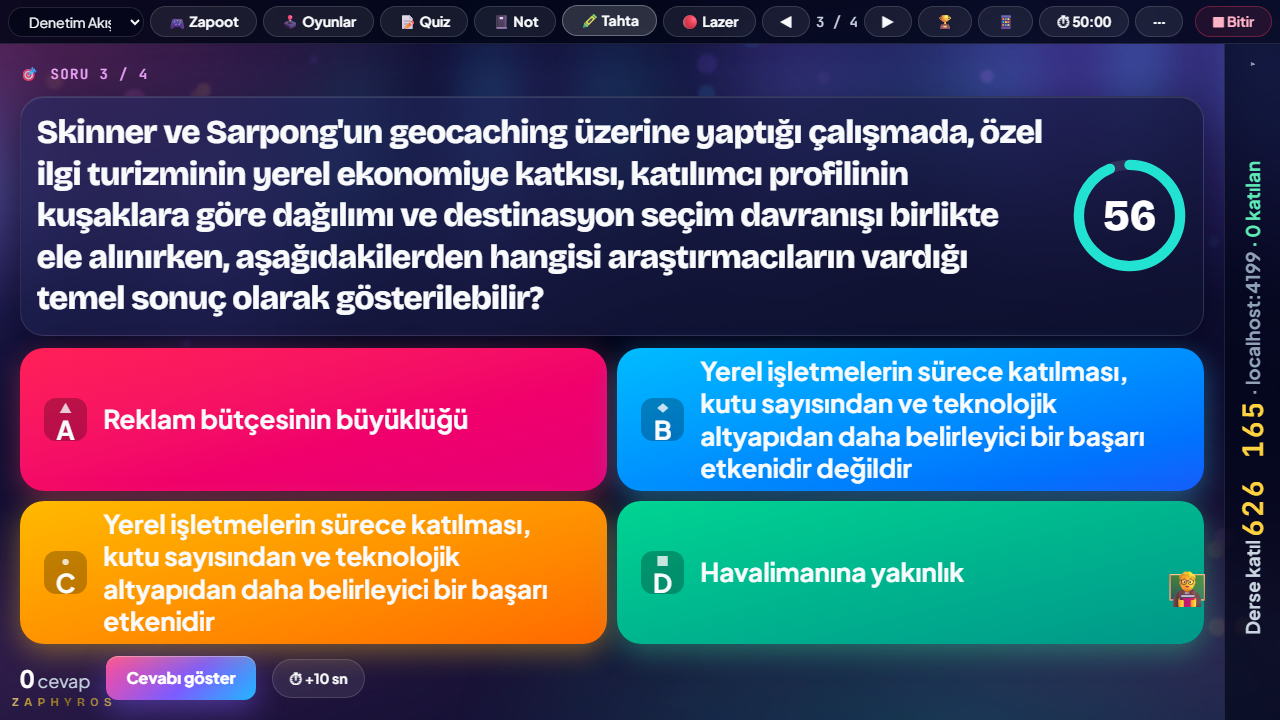 Denetim Akış
Zapoot
Oyunlar
Quiz
Not
Tahta
Lazer
3 / 4
50:00
---
Bitir
SORU 3 / 4
Skinner ve Sarpong'un geocaching üzerine yaptığı çalışmada, özel
ilgi turizminin yerel ekonomiye katkısı, katılımcı profilinin
kuşaklara göre dağılımı ve destinasyon seçim davranışı birlikte
ele alınırken, aşağıdakilerden hangisi araştırmacıların vardığı
temel sonuç olarak gösterilebilir?
56
A
Reklam bütçesinin büyüklüğü
B
Yerel işletmelerin sürece katılması,
kutu sayısından ve teknolojik
altyapıdan daha belirleyici bir başarı
etkenidir değildir
C
Yerel işletmelerin sürece katılması,
kutu sayısından ve teknolojik
altyapıdan daha belirleyici bir başarı
etkenidir
D
Havalimanına yakınlık
0 cevap
Cevabı göster
+10 sn
ZAPHYROS
Derse katıl 626 165 · localhost:4199 · 0 katılan